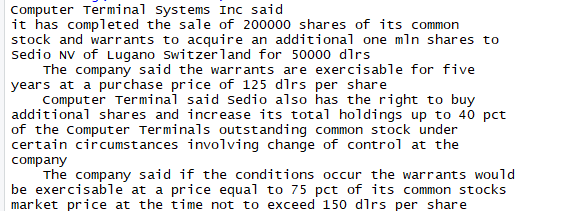 Computer Terminal Systems Inc said
it has completed the sale of 200000 shares of its common
stock and warrants to acquire an additional one mln shares to
Sedio NV of Lugano Switzerland for 50000 dlrs
The company said the warrants are exercisable for five
years at a purchase price of 125 dlrs per share
Computer Terminal said Sedio also has the right to buy
additional shares and increase its total holdings up to 40 pct
of the Computer Terminals outstanding common stock under
certain circumstances involving change of control at the
company
The company said if the conditions occur the warrants would
be exercisable at a price equal to 75 pct of its common stocks
market price at the time not to exceed 150 dlrs per share